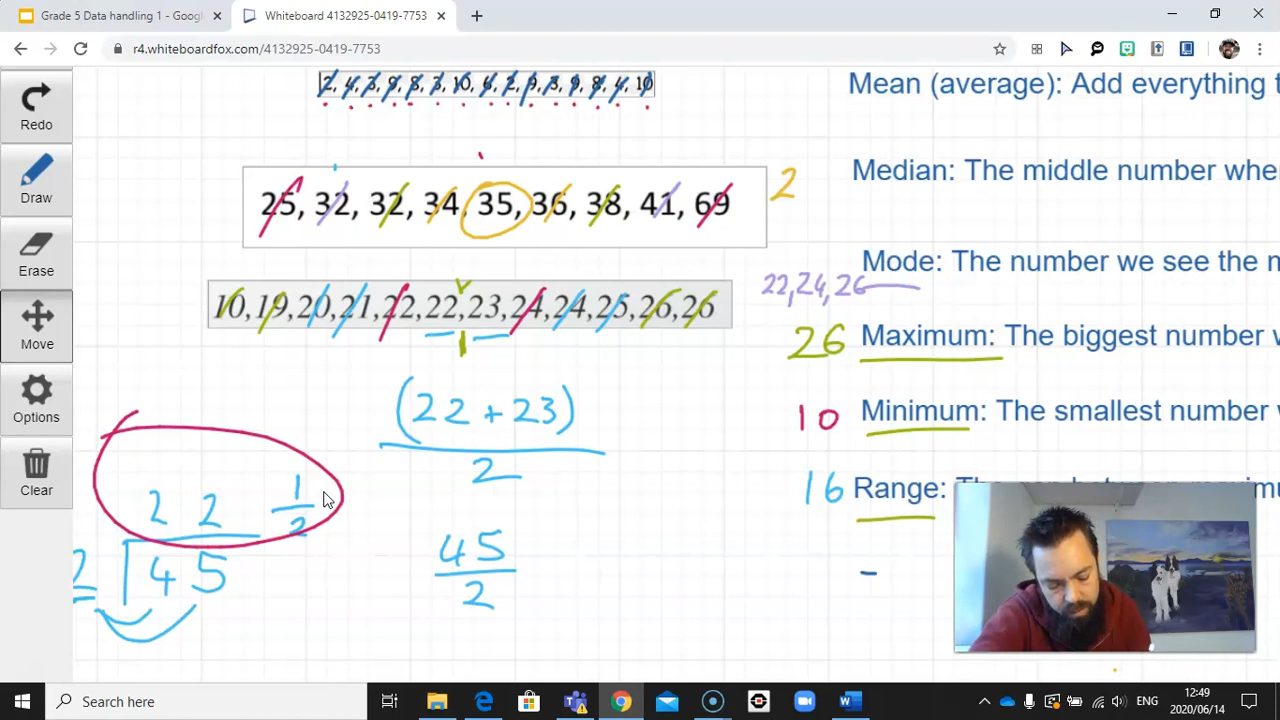 Grade 5 Data handling 1 - Googl
Whiteboard 4132925-0419-7753
r4.whiteboardfox.com/4132925-0419-7753
Redo
Draw
Erase
Move
Options
Clear
2, 4, 3, 9, 8, 3, 10, 6, 2, 9, 3, 9, 8, 4, 10
25, 32, 32, 34, 35, 36, 38, 41, 69
2
10,19,20,21,22,22,23,24,24,25,26,26
(22 + 23)
2
45
2
2 2 1/2
2 45
Mean (average): Add everything t
Median: The middle number whe
Mode: The number we see the m
22,24,26
26 Maximum: The biggest number w
10 Minimum: The smallest number w
16 Range:
-
Search here
ENG
12:49
2020/06/14